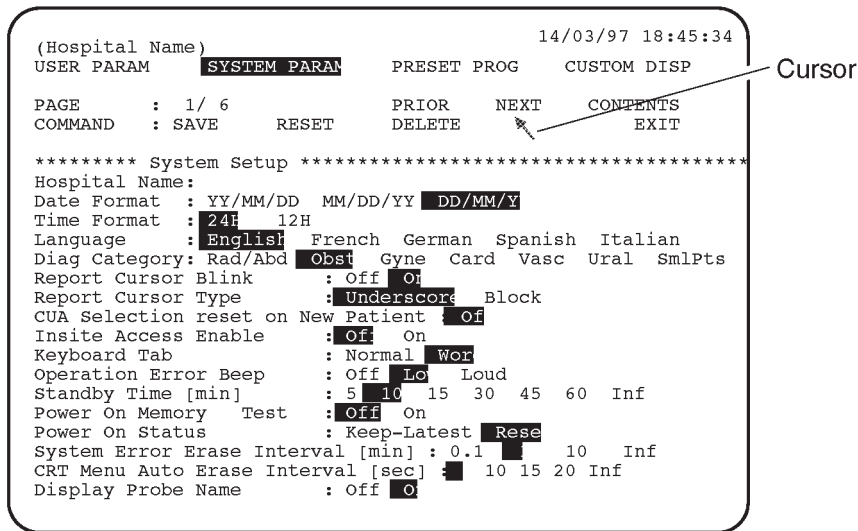 14/03/97 18:45:34
(Hospital Name)
USER PARAM SYSTEM PARAM PRESET PROG CUSTOM DISP
Cursor
PAGE : 1/ 6 PRIOR NEXT CONTENTS
COMMAND : SAVE RESET DELETE EXIT
********* System Setup **************************************
Hospital Name:
Date Format : YY/MM/DD MM/DD/YY DD/MM/Y
Time Format : 24H 12H
Language : English French German Spanish Italian
Diag Category: Rad/Abd Obst Gyne Card Vasc Ural SmlPts
Report Cursor Blink : Off On
Report Cursor Type : Underscore Block
CUA Selection reset on New Patient : Of
Insite Access Enable : Off On
Keyboard Tab : Normal Word
Operation Error Beep : Off Low Loud
Standby Time [min] : 5 10 15 30 45 60 Inf
Power On Memory Test : Off On
Power On Status : Keep-Latest Rese
System Error Erase Interval [min] : 0.1 10 Inf
CRT Menu Auto Erase Interval [sec] : 10 15 20 Inf
Display Probe Name : Off On